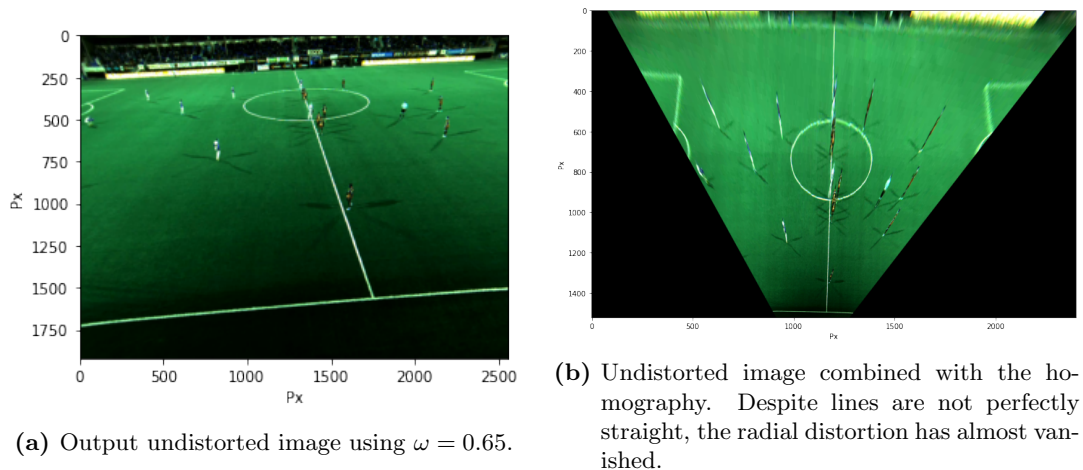 0
250
500
750
1000
1250
1500
1750
Px
0 500 1000 1500 2000 2500
Px
(a) Output undistorted image using ω = 0.65.
0
200
400
600
800
1000
1200
1400
Px
0 500 1000 1500 2000
Px
(b) Undistorted image combined with the ho-
mography. Despite lines are not perfectly
straight, the radial distortion has almost van-
ished.